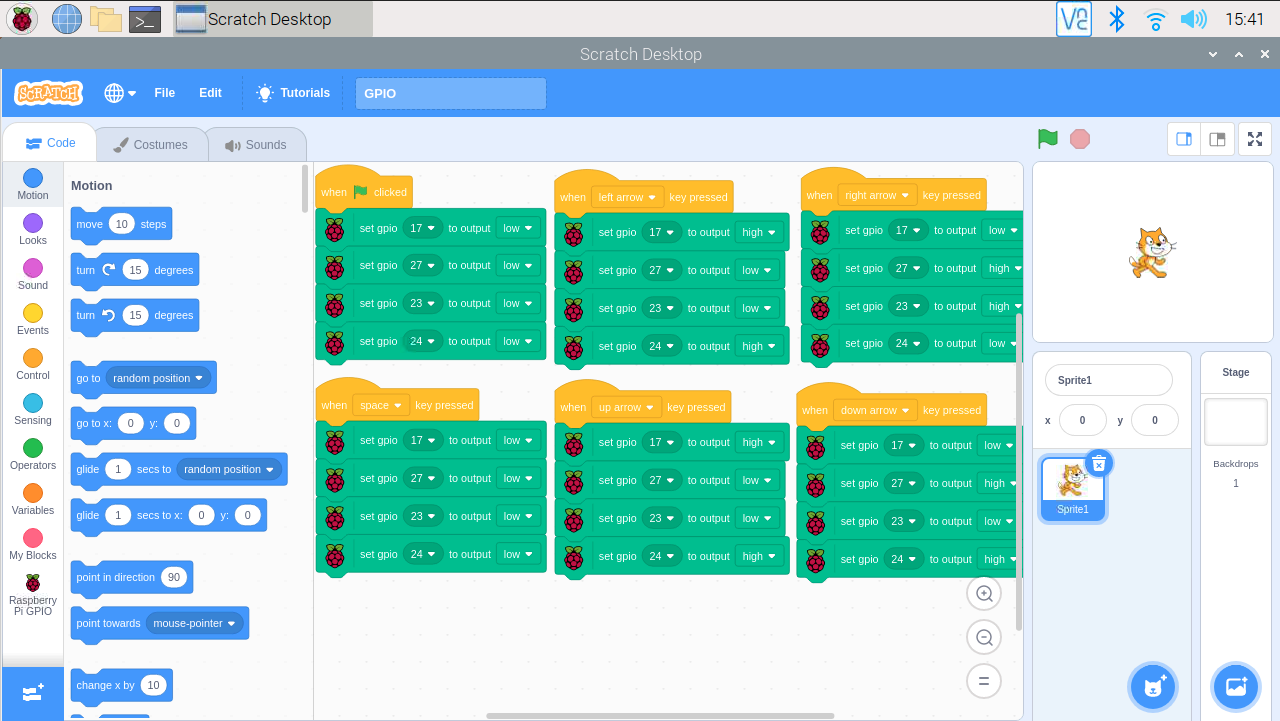 Scratch Desktop
15:41
Scratch Desktop
SCRATCH
File
Edit
Tutorials
GPIO
Code
Costumes
Sounds
Motion
Looks
Sound
Events
Control
Sensing
Operators
Variables
My Blocks
Raspberry
Pi GPIO
Motion
move 10 steps
turn 15 degrees
turn 15 degrees
go to random position
go to x: 0 y: 0
glide 1 secs to random position
glide 1 secs to x: 0 y: 0
point in direction 90
point towards mouse-pointer
change x by 10
when clicked
set gpio 17 to output low
set gpio 27 to output low
set gpio 23 to output low
set gpio 24 to output low
when left arrow key pressed
set gpio 17 to output high
set gpio 27 to output low
set gpio 23 to output low
set gpio 24 to output high
when right arrow key pressed
set gpio 17 to output low
set gpio 27 to output high
set gpio 23 to output high
set gpio 24 to output low
when space key pressed
set gpio 17 to output low
set gpio 27 to output low
set gpio 23 to output low
set gpio 24 to output low
when up arrow key pressed
set gpio 17 to output high
set gpio 27 to output low
set gpio 23 to output low
set gpio 24 to output high
when down arrow key pressed
set gpio 17 to output low
set gpio 27 to output high
set gpio 23 to output low
set gpio 24 to output high
Sprite1
x 0 y 0
Sprite1
Stage
Backdrops
1